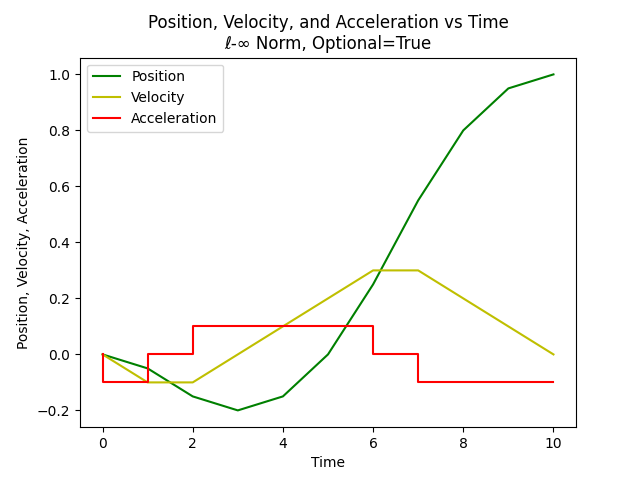 Position, Velocity, and Acceleration vs Time
ℓ-∞ Norm, Optional=True
Position
Velocity
Acceleration
Position, Velocity, Acceleration
1.0
0.8
0.6
0.4
0.2
0.0
−0.2
0 2 4 6 8 10
Time